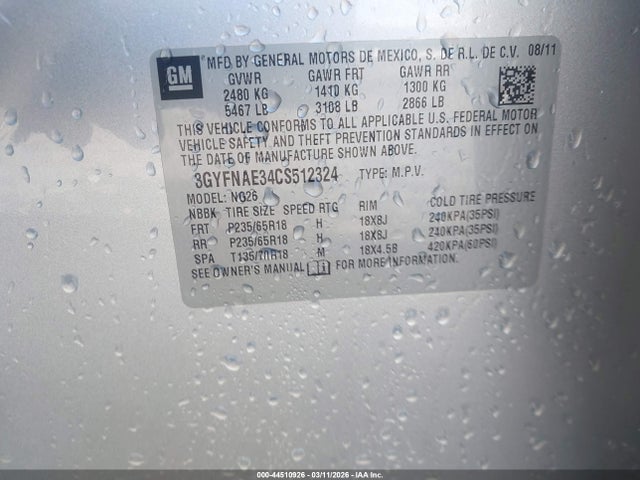 GM
MFD BY GENERAL MOTORS DE MEXICO, S. DE R.L. DE C.V. 08/11
GVWR GAWR FRT GAWR RR
2480 KG 1410 KG 1300 KG
5467 LB 3108 LB 2866 LB
THIS VEHICLE CONFORMS TO ALL APPLICABLE U.S. FEDERAL MOTOR
VEHICLE SAFETY AND THEFT PREVENTION STANDARDS IN EFFECT ON
THE DATE OF MANUFACTURE SHOWN ABOVE.
3GYFNAE34CS512324 TYPE: M.P.V.
MODEL: NG26
NBBK TIRE SIZE SPEED RTG RIM COLD TIRE PRESSURE
FRT P235/65R18 H 18X8J 240KPA(35PSI)
RR P235/65R18 H 18X8J 240KPA(35PSI)
SPA T135/70R18 M 18X4.5B 420KPA(60PSI)
SEE OWNER'S MANUAL FOR MORE INFORMATION.
000-44510926 - 03/11/2026 - IAA Inc.